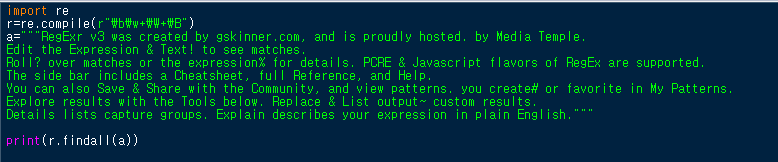 import re
r=re.compile(r"₩b₩w+₩W+₩B")
a="""RegExr v3 was created by gskinner.com, and is proudly hosted. by Media Temple.
Edit the Expression & Text! to see matches.
Roll? over matches or the expression% for details. PCRE & Javascript flavors of RegEx are supported.
The side bar includes a Cheatsheet, full Reference, and Help.
You can also Save & Share with the Community, and view patterns. you create# or favorite in My Patterns.
Explore results with the Tools below. Replace & List output~ custom results.
Details lists capture groups. Explain describes your expression in plain English."""
print(r.findall(a))